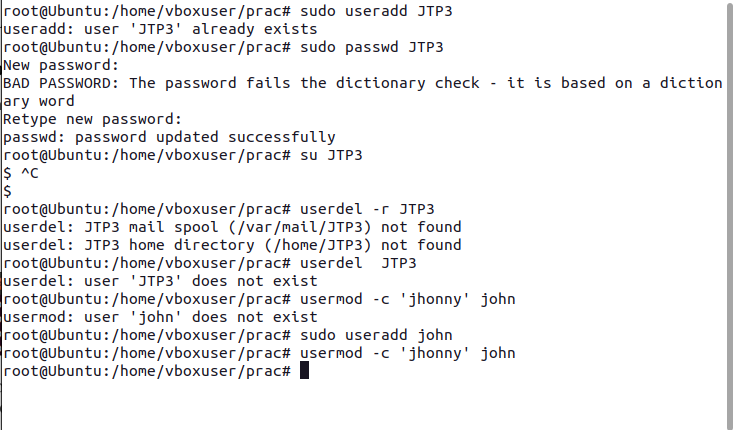 root@Ubuntu:/home/vboxuser/prac# sudo useradd JTP3
useradd: user 'JTP3' already exists
root@Ubuntu:/home/vboxuser/prac# sudo passwd JTP3
New password:
BAD PASSWORD: The password fails the dictionary check - it is based on a diction
ary word
Retype new password:
passwd: password updated successfully
root@Ubuntu:/home/vboxuser/prac# su JTP3
$ ^C
$
root@Ubuntu:/home/vboxuser/prac# userdel -r JTP3
userdel: JTP3 mail spool (/var/mail/JTP3) not found
userdel: JTP3 home directory (/home/JTP3) not found
root@Ubuntu:/home/vboxuser/prac# userdel  JTP3
userdel: user 'JTP3' does not exist
root@Ubuntu:/home/vboxuser/prac# usermod -c 'jhonny' john
usermod: user 'john' does not exist
root@Ubuntu:/home/vboxuser/prac# sudo useradd john
root@Ubuntu:/home/vboxuser/prac# usermod -c 'jhonny' john
root@Ubuntu:/home/vboxuser/prac#